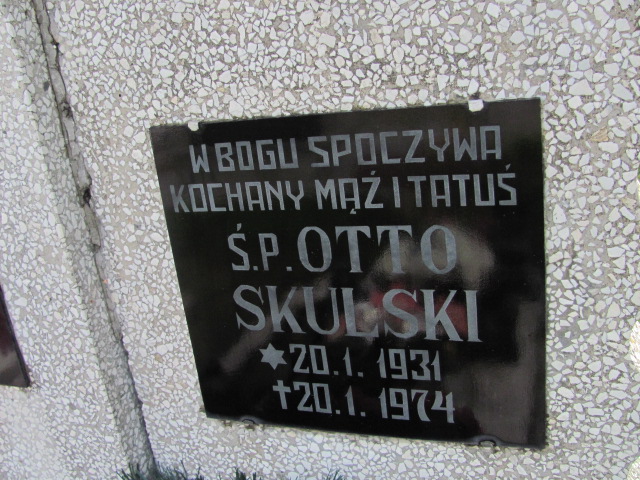 W BOGU SPOCZYWA
KOCHANY MĄŻ I TATUŚ
Ś.P. OTTO
SKULSKI
✶20.1.1931
✝20.1.1974